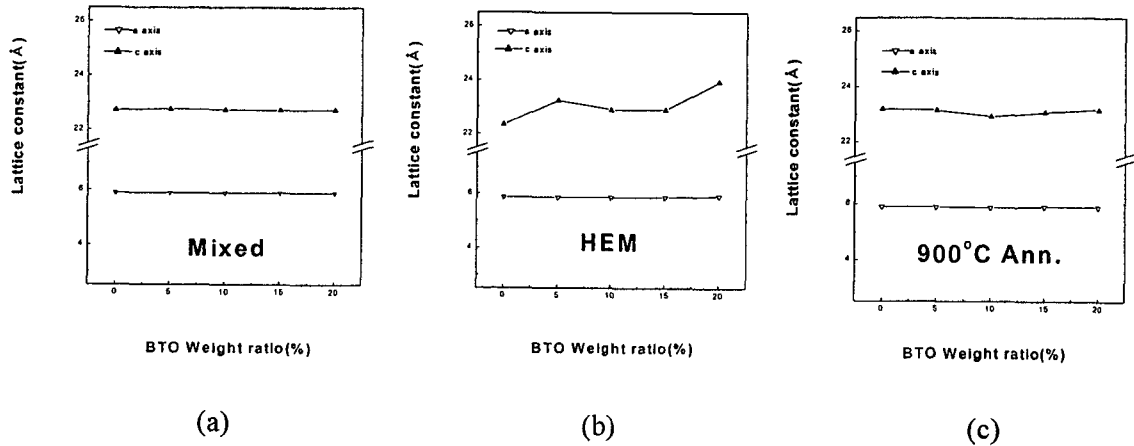 Lattice constant(Å)
26
24
22
6
4
a axis
c axis
Mixed
0 5 10 15 20
BTO Weight ratio(%)
(a)
Lattice constant(Å)
26
24
22
6
4
a axis
c axis
HEM
0 5 10 15 20
BTO Weight ratio(%)
(b)
Lattice constant(Å)
26
24
22
6
4
a axis
c axis
900°C Ann.
0 5 10 15 20
BTO Weight ratio(%)
(c)